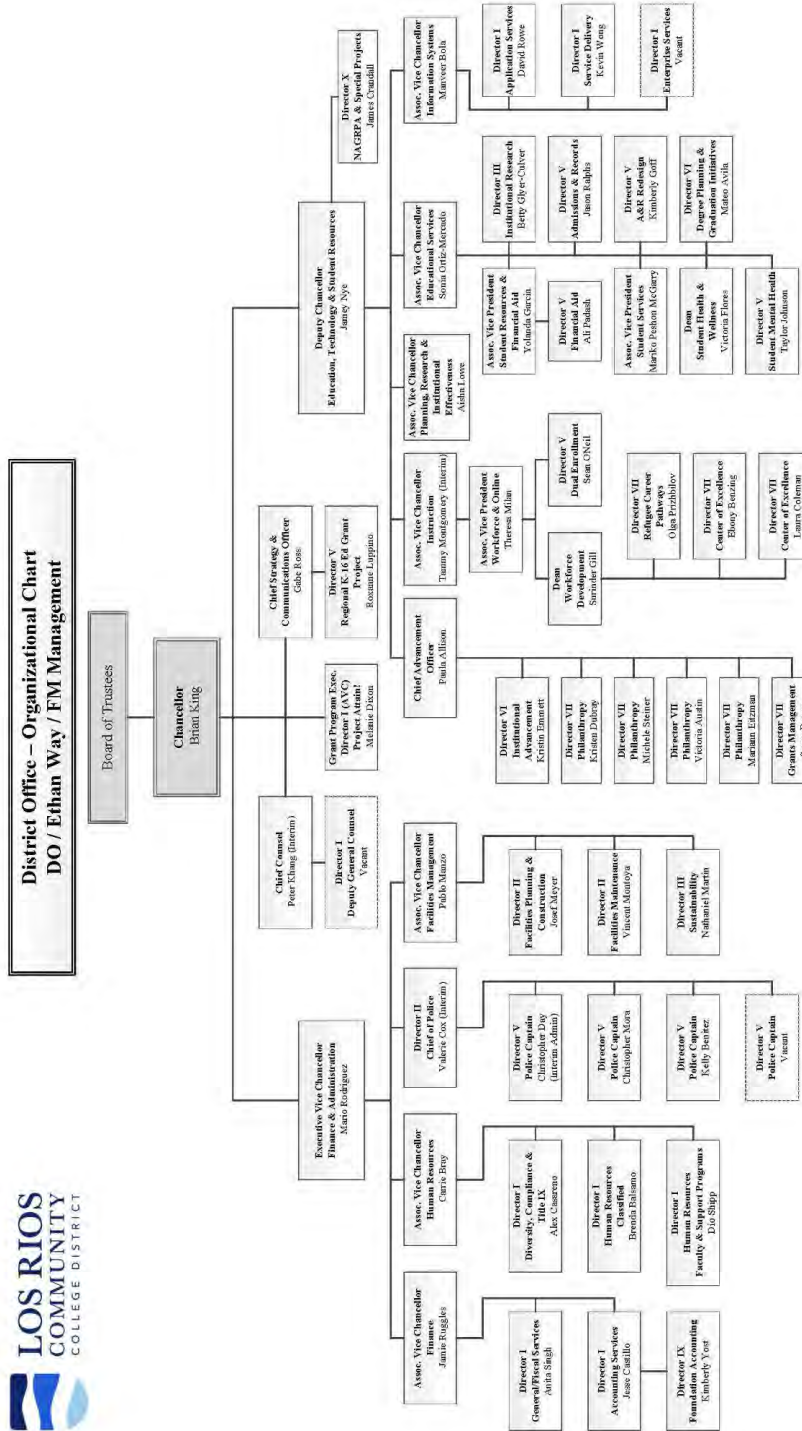 LOS RIOS
COMMUNITY
COLLEGE DISTRICT
District Office – Organizational Chart
DO / Ethan Way / FM Management
Board of Trustees
Chancellor
Brian King
Chief Counsel
Peter Khang (Interim)
Director I
Deputy General Counsel
Vacant
Grant Program Exec.
Director I (AVC)
Project Attain!
Melanie Dixon
Chief Strategy &
Communications Officer
Gabe Ross
Director V
Regional K-16 Ed Grant
Project
Roxanne Luppino
Executive Vice Chancellor
Finance & Administration
Mario Rodriguez
Deputy Chancellor
Education, Technology & Student Resources
Jamey Nye
Director X
NAGRPA & Special Projects
James Crandall
Assoc. Vice Chancellor
Finance
Jamie Ruggles
Director I
General/Fiscal Services
Anita Singh
Director I
Accounting Services
Jesse Castillo
Director IX
Foundation Accounting
Kimberly Yost
Assoc. Vice Chancellor
Human Resources
Carrie Bray
Director I
Diversity, Compliance &
Title IX
Alex Casareno
Director I
Human Resources
Classified
Brenda Balsamo
Director I
Human Resources
Faculty & Support Programs
Dio Shipp
Director II
Chief of Police
Valerie Cox (Interim)
Director V
Police Captain
Christopher Day
(Interim Admin)
Director V
Police Captain
Christopher Mora
Director V
Police Captain
Kelly Benitez
Director V
Police Captain
Vacant
Assoc. Vice Chancellor
Facilities Management
Pablo Manzo
Director II
Facilities Planning &
Construction
Josef Meyer
Director II
Facilities Maintenance
Vincent Montoya
Director III
Sustainability
Nathaniel Martin
Chief Advancement
Officer
Paula Allison
Director VI
Institutional
Advancement
Kristin Emmett
Director VII
Philanthropy
Kristen Dubray
Director VII
Philanthropy
Michele Steiner
Director VII
Philanthropy
Victoria Austin
Director VII
Philanthropy
Mariann Eitzman
Director VII
Grants Management
Assoc. Vice Chancellor
Instruction
Tammy Montgomery (Interim)
Assoc. Vice President
Workforce & Online
Theresa Milan
Dean
Workforce
Development
Surinder Gill
Director V
Dual Enrollment
Sean ONeil
Director VII
Refugee Career
Pathways
Olga Prizhbilov
Director VII
Center of Excellence
Ebony Benzing
Director VII
Center of Excellence
Laura Coleman
Assoc. Vice Chancellor
Planning, Research &
Institutional
Effectiveness
Aisha Lowe
Assoc. Vice Chancellor
Educational Services
Sonia Ortiz-Mercado
Assoc. Vice President
Student Resources &
Financial Aid
Yolanda Garcia
Director V
Financial Aid
Ali Padash
Assoc. Vice President
Student Services
Mariko Peshon McGarry
Dean
Student Health &
Wellness
Victoria Flores
Director V
Student Mental Health
Taylor Johnson
Director III
Institutional Research
Betty Glyer-Culver
Director V
Admissions & Records
Jason Ralphs
Director V
A&R Redesign
Kimberly Goff
Director VI
Degree Planning &
Graduation Initiatives
Mateo Avila
Assoc. Vice Chancellor
Information Systems
Manveer Bola
Director I
Application Services
David Rowe
Director I
Service Delivery
Kevin Wong
Director I
Enterprise Services
Vacant